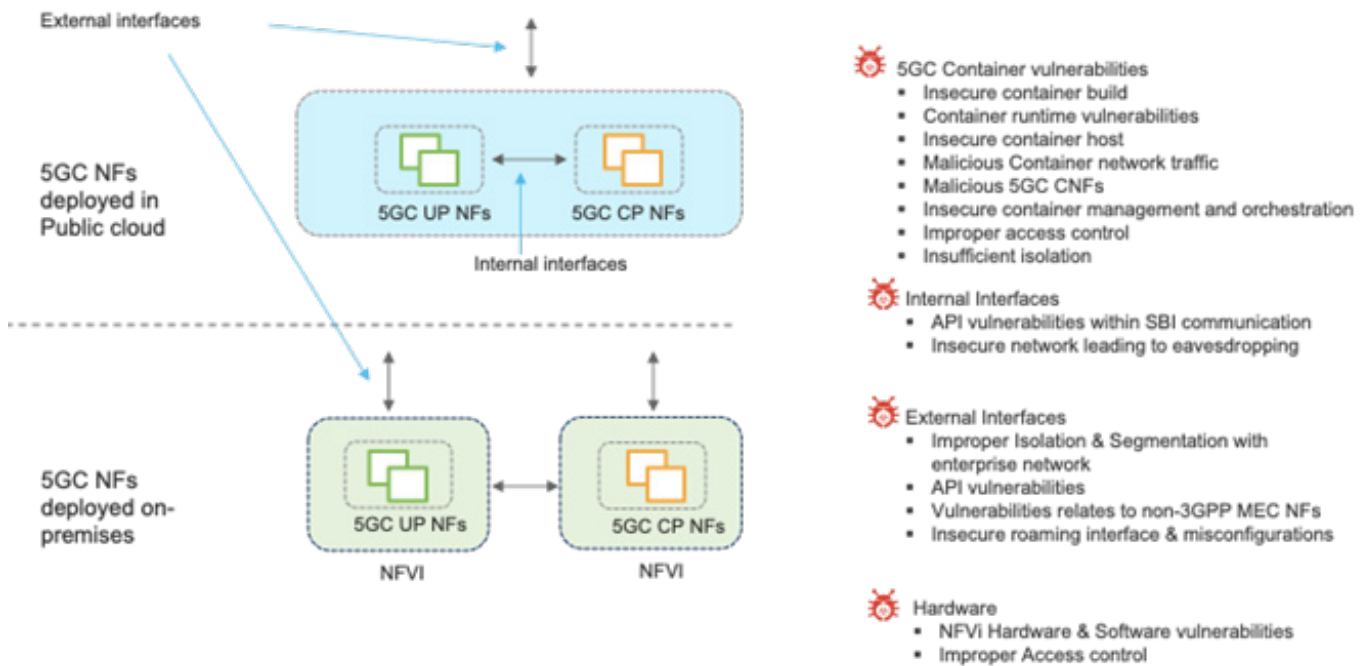 External interfaces
5GC NFs
deployed in
Public cloud
5GC UP NFs
5GC CP NFs
Internal interfaces
5GC NFs
deployed on-
premises
5GC UP NFs
5GC CP NFs
NFVI
NFVI
5GC Container vulnerabilities
▪ Insecure container build
▪ Container runtime vulnerabilities
▪ Insecure container host
▪ Malicious Container network traffic
▪ Malicious 5GC CNFs
▪ Insecure container management and orchestration
▪ Improper access control
▪ Insufficient isolation
Internal Interfaces
▪ API vulnerabilities within SBI communication
▪ Insecure network leading to eavesdropping
External Interfaces
▪ Improper Isolation & Segmentation with
enterprise network
▪ API vulnerabilities
▪ Vulnerabilities relates to non-3GPP MEC NFs
▪ Insecure roaming interface & misconfigurations
Hardware
▪ NFVi Hardware & Software vulnerabilities
▪ Improper Access control